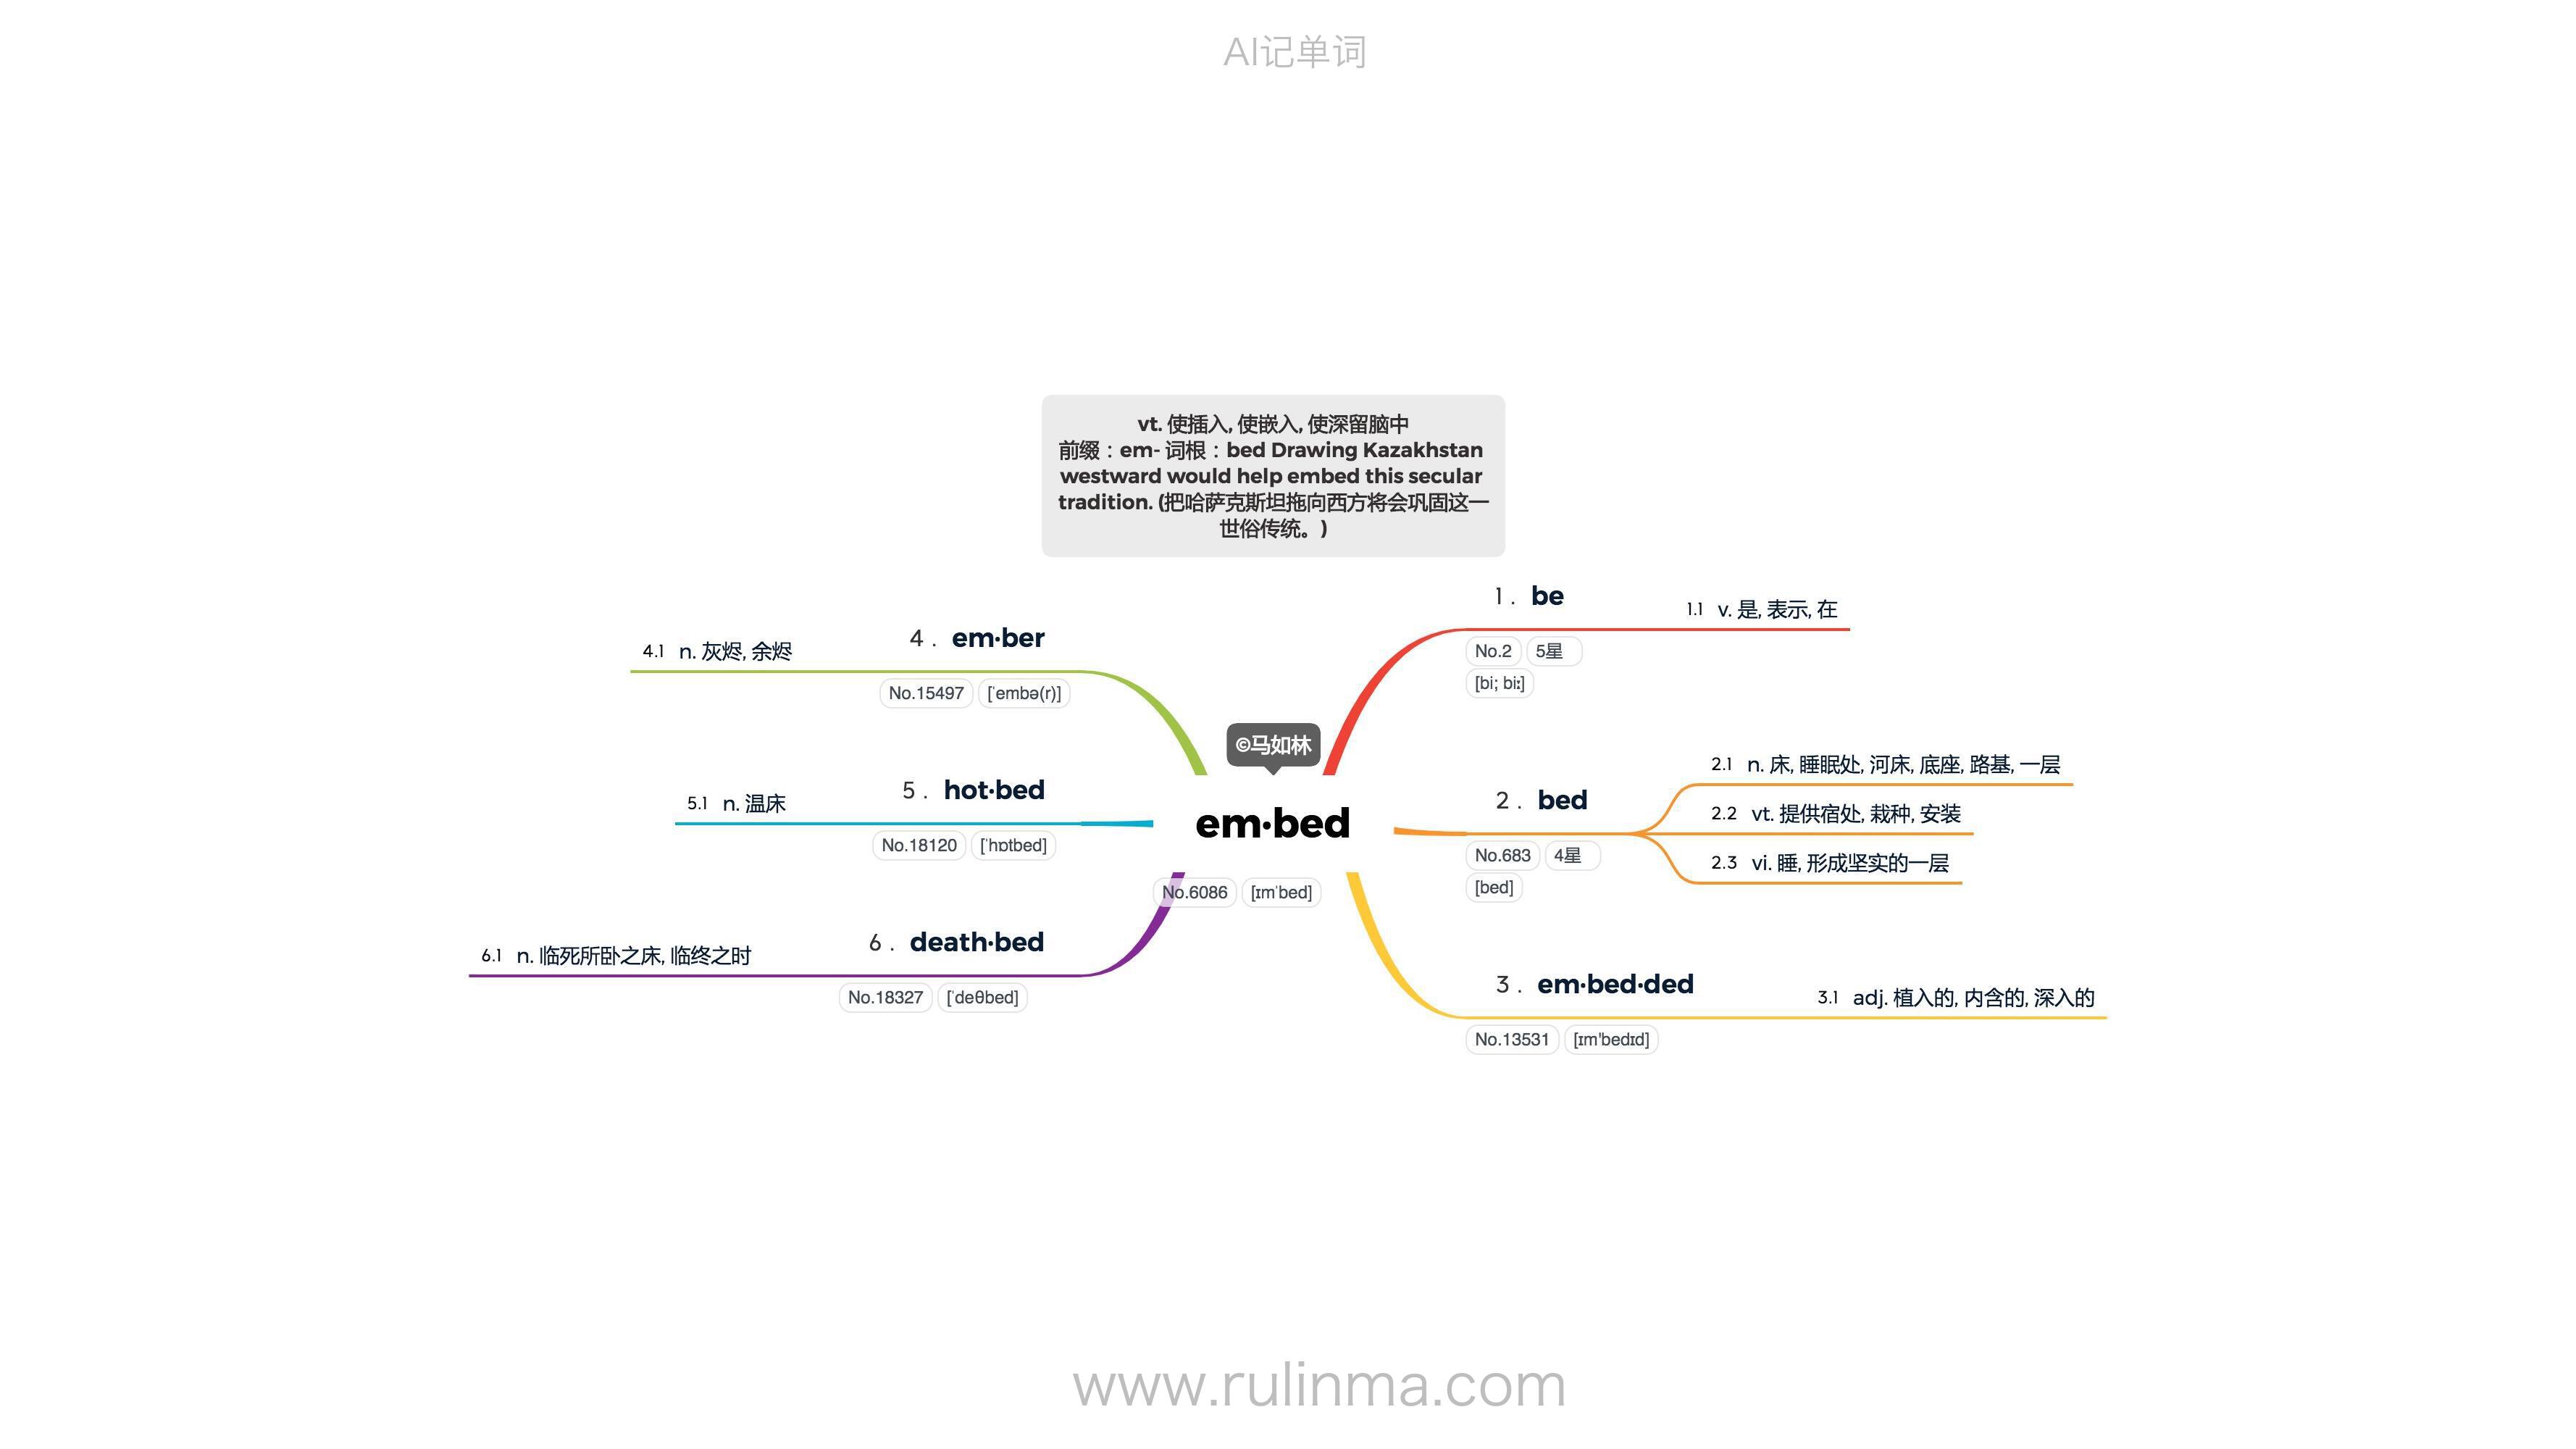 AI记单词
vt. 使插入, 使嵌入, 使深留脑中
前缀：em- 词根：bed Drawing Kazakhstan
westward would help embed this secular
tradition. (把哈萨克斯坦拖向西方将会巩固这一
世俗传统。)
©马如林
em·bed
No.6086 [ɪmˈbed]
1 . be
No.2 5星
[bi; biː]
1.1 v. 是, 表示, 在
2 . bed
No.683 4星
[bed]
2.1 n. 床, 睡眠处, 河床, 底座, 路基, 一层
2.2 vt. 提供宿处, 栽种, 安装
2.3 vi. 睡, 形成坚实的一层
3 . em·bed·ded
No.13531 [ɪm'bedɪd]
3.1 adj. 植入的, 内含的, 深入的
4 . em·ber
No.15497 [ˈembə(r)]
4.1 n. 灰烬, 余烬
5 . hot·bed
No.18120 [ˈhɒtbed]
5.1 n. 温床
6 . death·bed
No.18327 [ˈdeθbed]
6.1 n. 临死所卧之床, 临终之时
www.rulinma.com